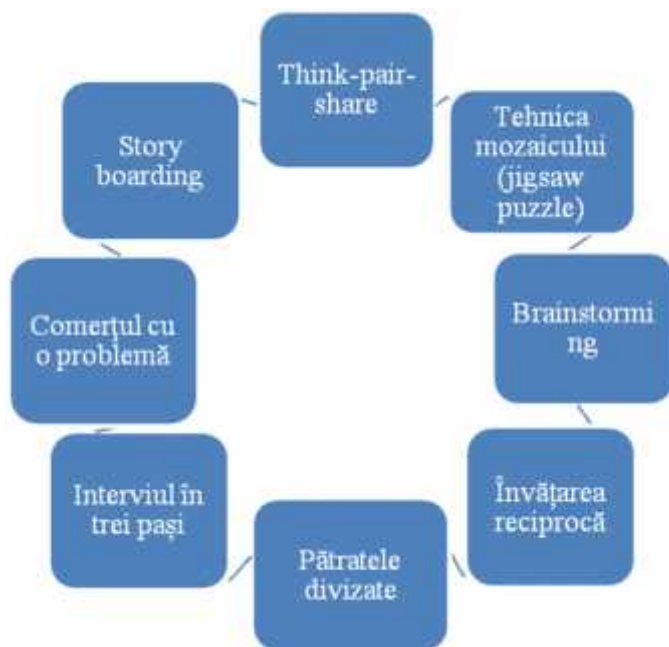 Think-pair-
share
Tehnica
mozaicului
(jigsaw
puzzle)
Brainstormi
ng
Învățarea
reciprocă
Pătratele
divizate
Interviul în
trei pași
Comerțul cu
o problemă
Story
boarding